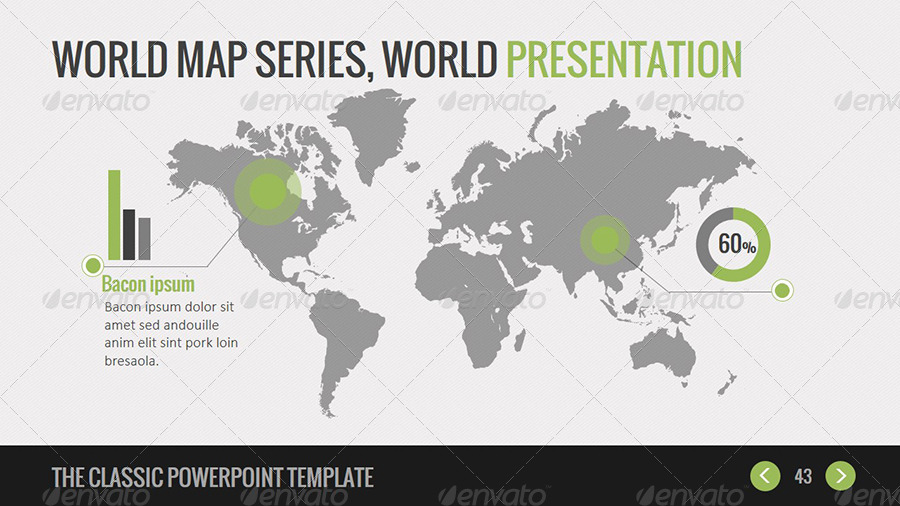 WORLD MAP SERIES, WORLD PRESENTATION
60%
Bacon ipsum
Bacon ipsum dolor sit
amet sed andouille
anim elit sint pork loin
bresaola.
THE CLASSIC POWERPOINT TEMPLATE
43
envato